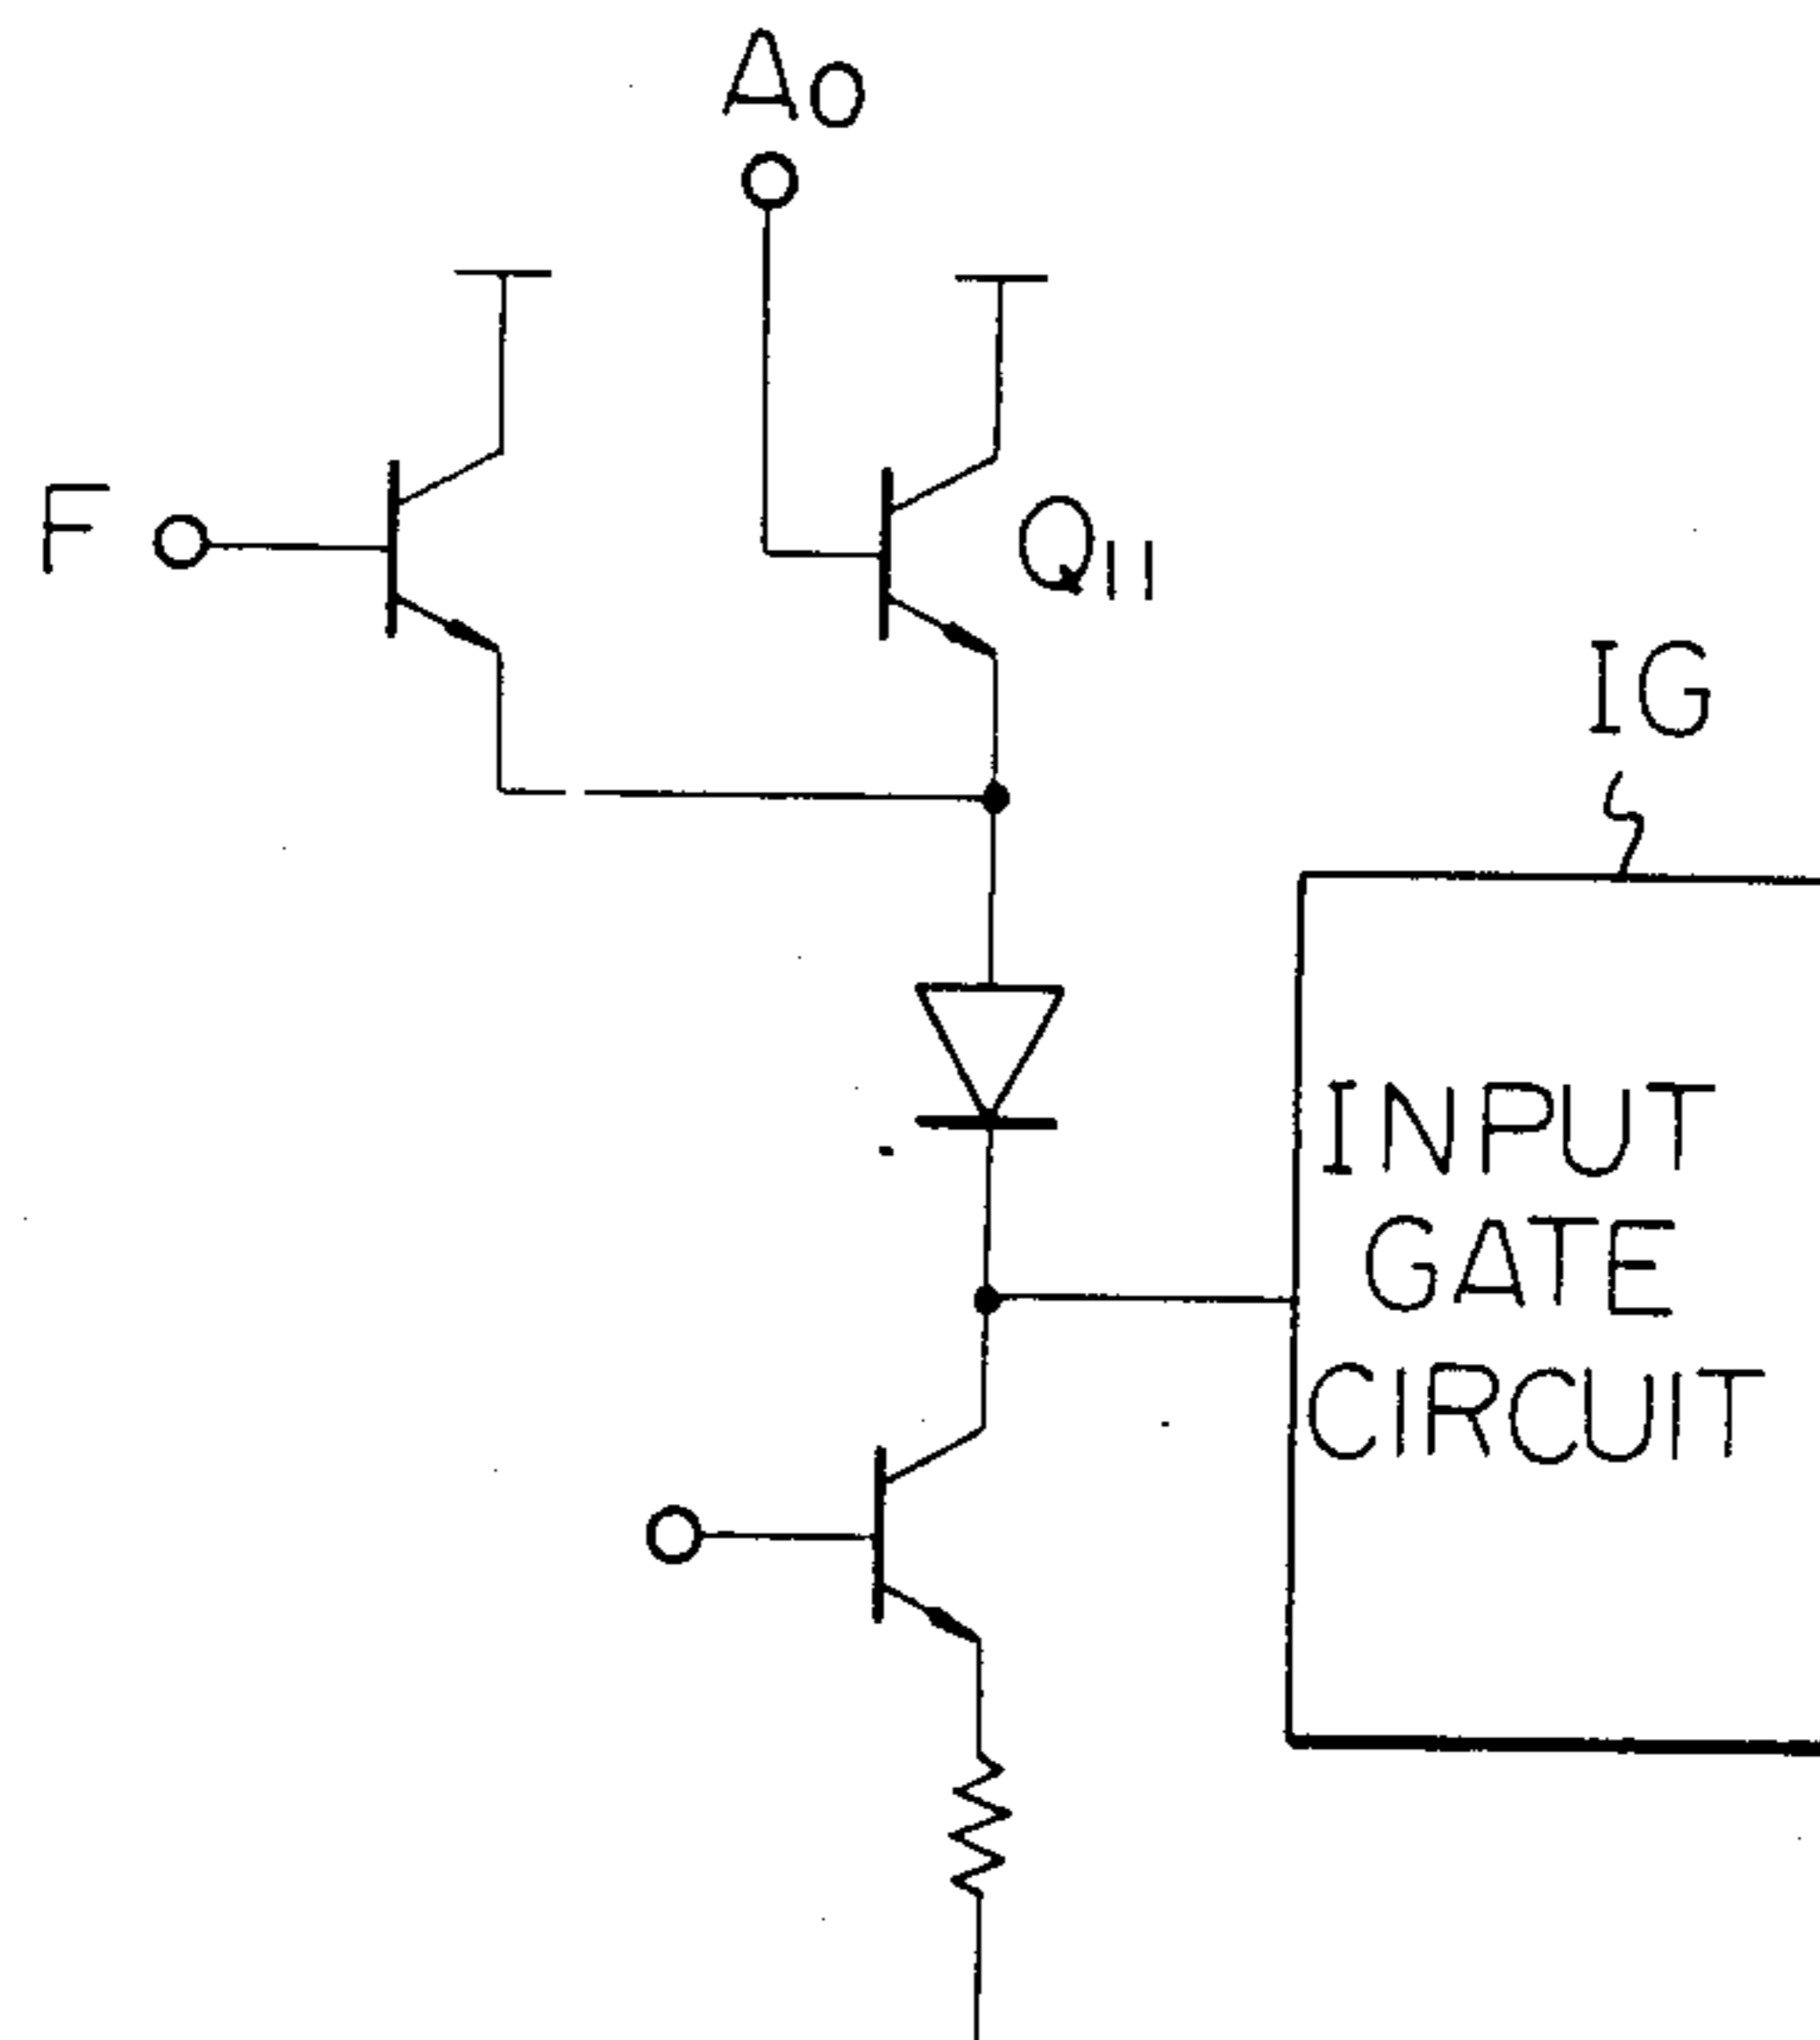 A0
F
Q11
IG
INPUT
GATE
CIRCUIT